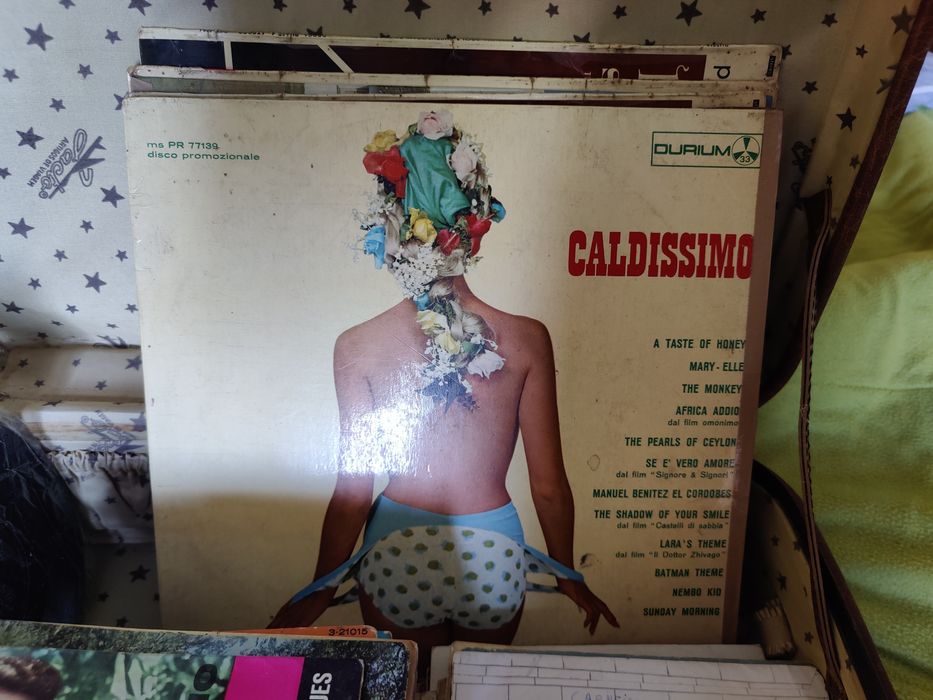 ms PR 77139
disco promozionale
DURIUM
33
CALDISSIMO
A TASTE OF HONEY
MARY-ELLE
THE MONKEY
AFRICA ADDIO
dal film omonimo
THE PEARLS OF CEYLON
SE E' VERO AMORE
dal film "Signore & Signori"
MANUEL BENITEZ EL CORDOBES
THE SHADOW OF YOUR SMILE
dal film "Castelli di sabbia"
LARA'S THEME
dal film "Il Dottor Zhivago"
BATMAN THEME
NEMBO KID
SUNDAY MORNING
3-21015